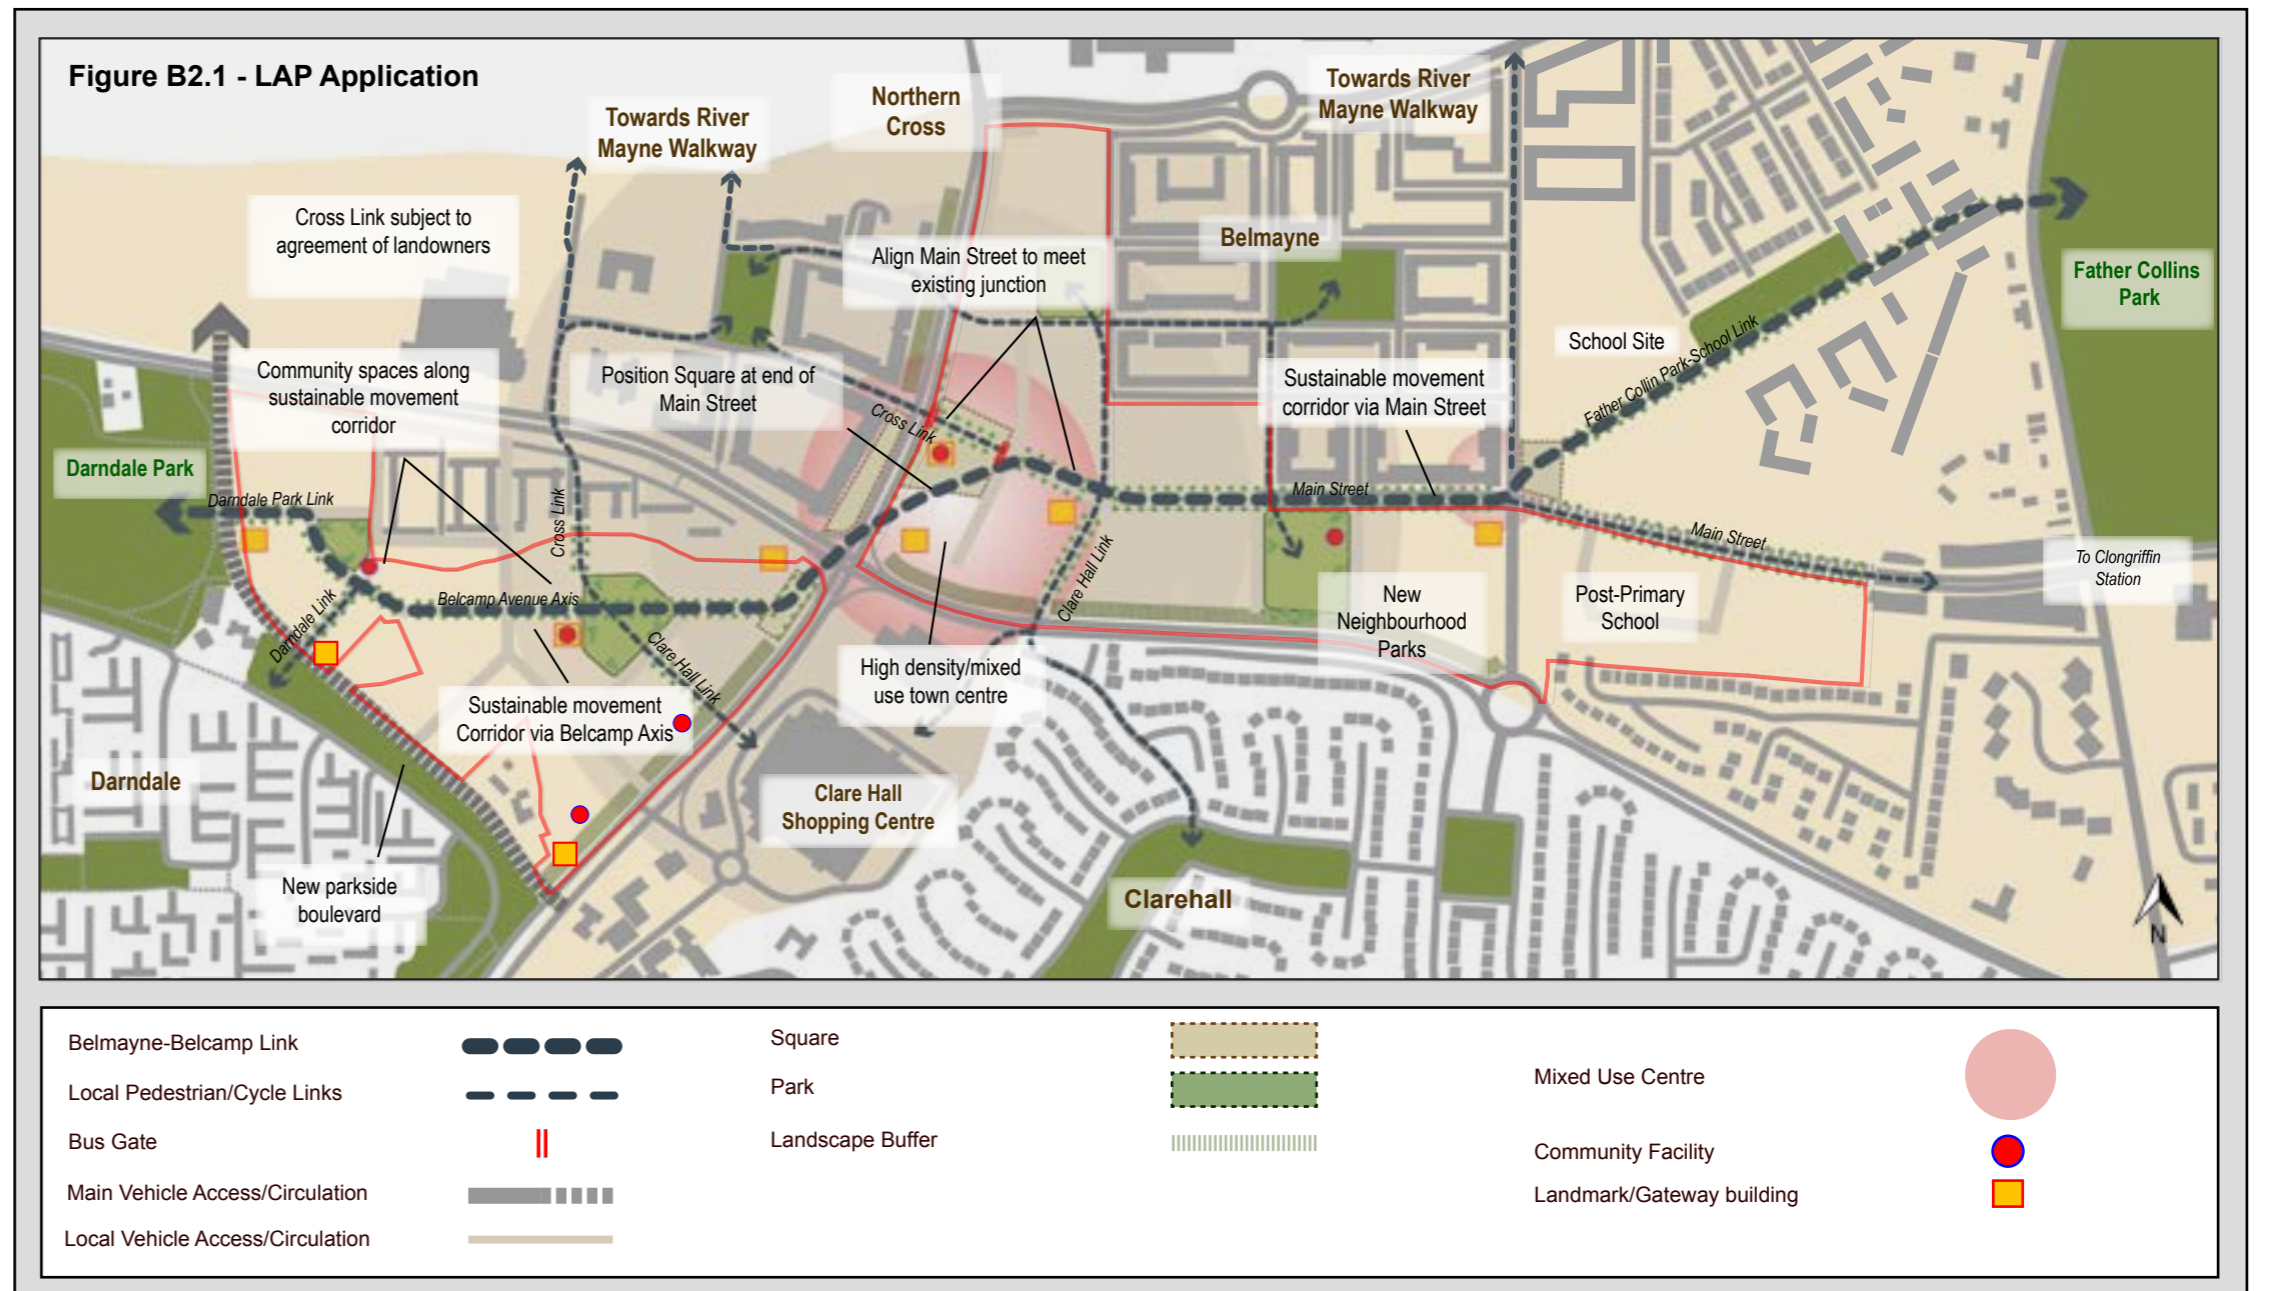 Figure B2.1 - LAP Application
Towards River
Mayne Walkway
Northern
Cross
Towards River
Mayne Walkway
Cross Link subject to
agreement of landowners
Align Main Street to meet
existing junction
Belmayne
Father Collins
Park
School Site
Father Collin Park-School Link
Community spaces along
sustainable movement
corridor
Position Square at end of
Main Street
Cross Link
Sustainable movement
corridor via Main Street
Darndale Park
Darndale Park Link
Cross Link
Main Street
Main Street
To Clongriffin
Station
Belcamp Avenue Axis
Darndale Link
Clare Hall Link
Clare Hall Link
New
Neighbourhood
Parks
Post-Primary
School
High density/mixed
use town centre
Sustainable movement
Corridor via Belcamp Axis
Darndale
Clare Hall
Shopping Centre
New parkside
boulevard
Clarehall
N
Belmayne-Belcamp Link
Local Pedestrian/Cycle Links
Bus Gate
Main Vehicle Access/Circulation
Local Vehicle Access/Circulation
Square
Park
Landscape Buffer
Mixed Use Centre
Community Facility
Landmark/Gateway building